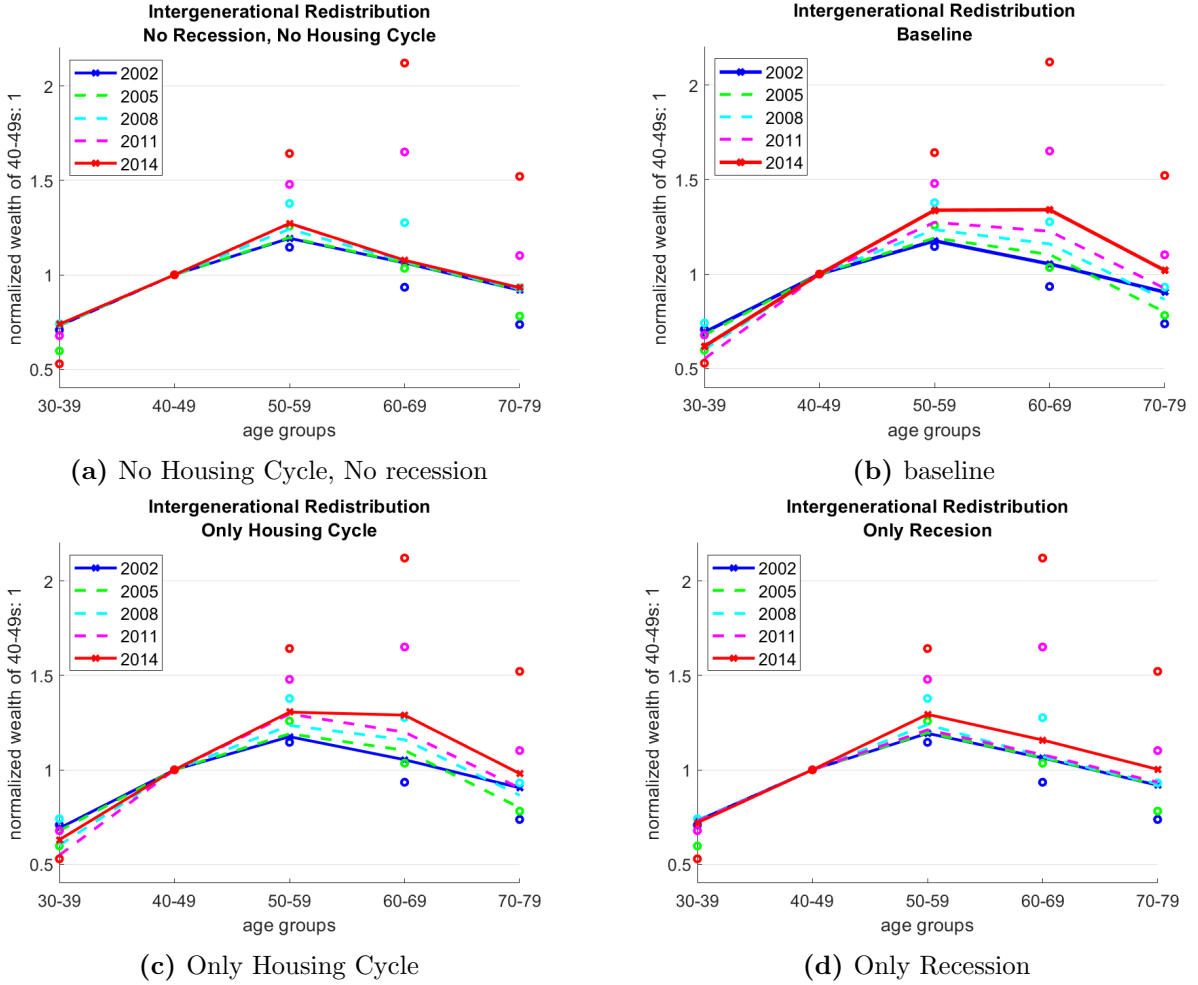 Intergenerational Redistribution
No Recession, No Housing Cycle
normalized wealth of 40-49s: 1
2
1.5
1
0.5
2002
2005
2008
2011
2014
30-39 40-49 50-59 60-69 70-79
age groups
(a) No Housing Cycle, No recession
Intergenerational Redistribution
Baseline
normalized wealth of 40-49s: 1
2
1.5
1
0.5
2002
2005
2008
2011
2014
30-39 40-49 50-59 60-69 70-79
age groups
(b) baseline
Intergenerational Redistribution
Only Housing Cycle
normalized wealth of 40-49s: 1
2
1.5
1
0.5
2002
2005
2008
2011
2014
30-39 40-49 50-59 60-69 70-79
age groups
(c) Only Housing Cycle
Intergenerational Redistribution
Only Recesion
normalized wealth of 40-49s: 1
2
1.5
1
0.5
2002
2005
2008
2011
2014
30-39 40-49 50-59 60-69 70-79
age groups
(d) Only Recession